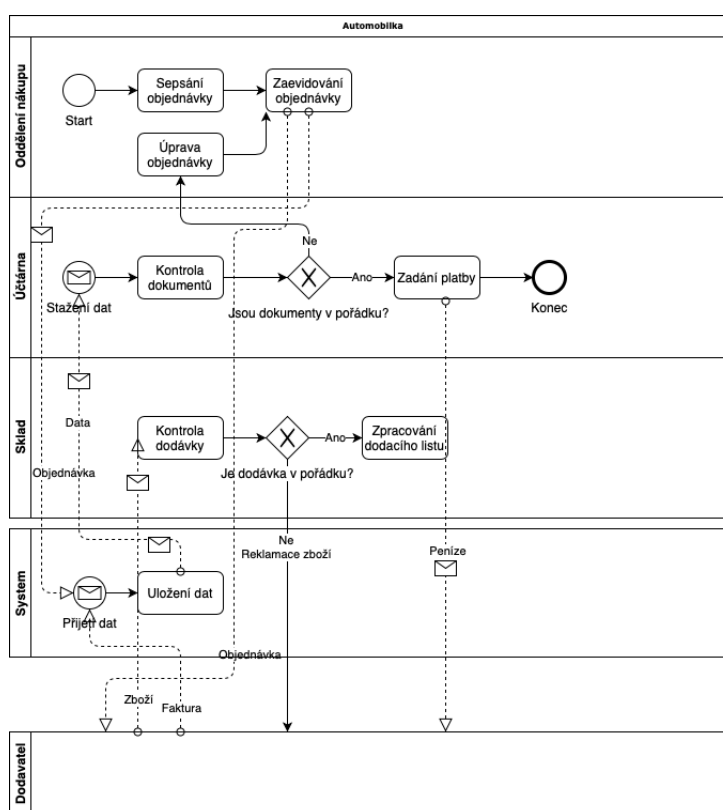 Automobilka
Oddělení nákupu
Start
Sepsání
objednávky
Zaevidování
objednávky
Úprava
objednávky
Účtárna
Stažení dat
Kontrola
dokumentů
Ne
Jsou dokumenty v pořádku?
Ano
Zadání platby
Konec
Sklad
Data
Objednávka
Kontrola
dodávky
Je dodávka v pořádku?
Ano
Zpracování
dodacího listu
Ne
Reklamace zboží
Peníze
System
Přijetí dat
Uložení dat
Objednávka
Zboží
Faktura
Dodavatel